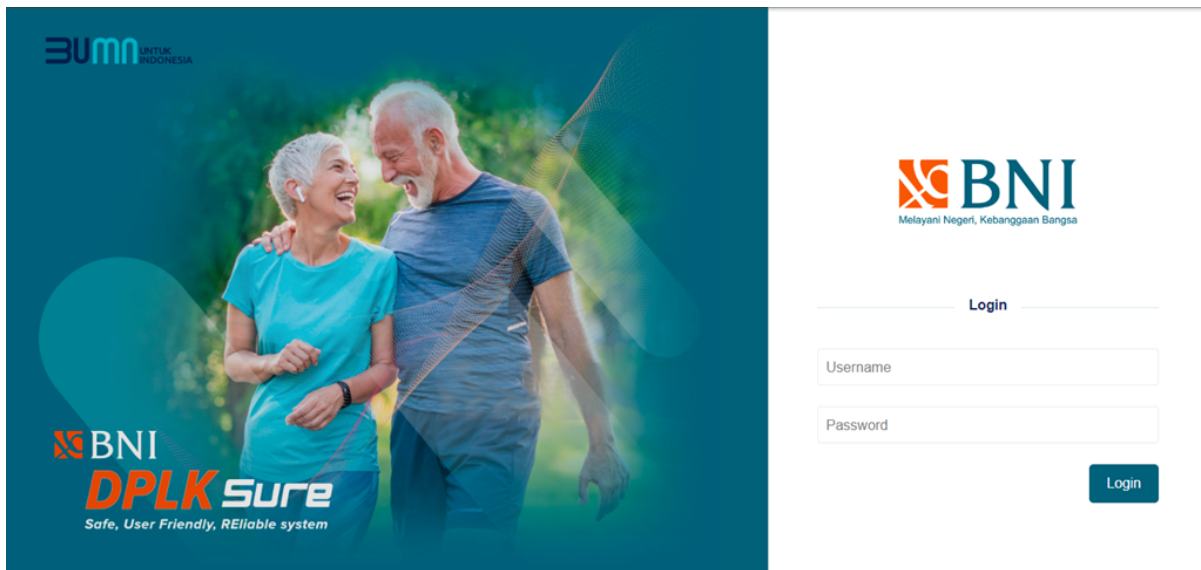 BUMN UNTUK
INDONESIA
BNI
DPLK Sure
Safe, User Friendly, REliable system
BNI
Melayani Negeri, Kebanggaan Bangsa
Login
Username
Password
Login